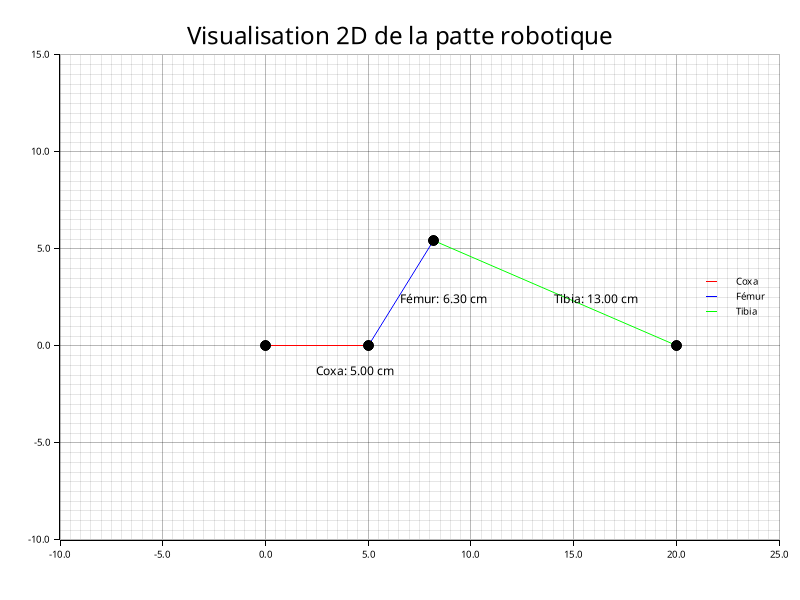 Visualisation 2D de la patte robotique
15.0
10.0
5.0
Coxa
Fémur: 6.30 cm
Tibia: 13.00 cm
Fémur
Tibia
0.0
Coxa: 5.00 cm
-5.0
-10.0
-10.0
-5.0
0.0
5.0
10.0
15.0
20.0
25.0